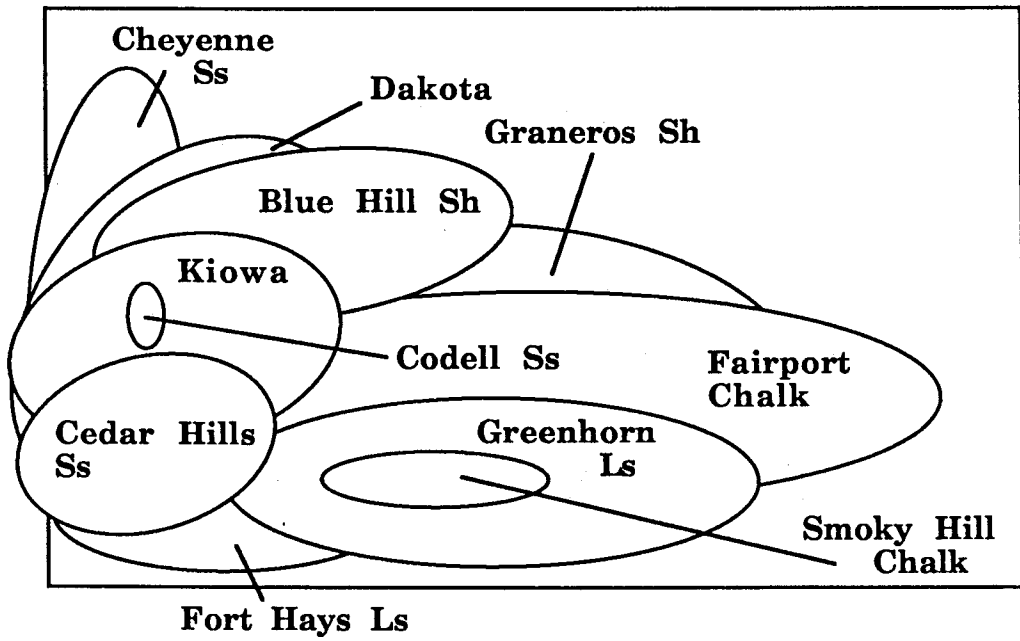 Cheyenne
Ss
Dakota
Graneros Sh
Blue Hill Sh
Kiowa
Codell Ss
Fairport
Chalk
Cedar Hills
Ss
Greenhorn
Ls
Smoky Hill
Chalk
Fort Hays Ls